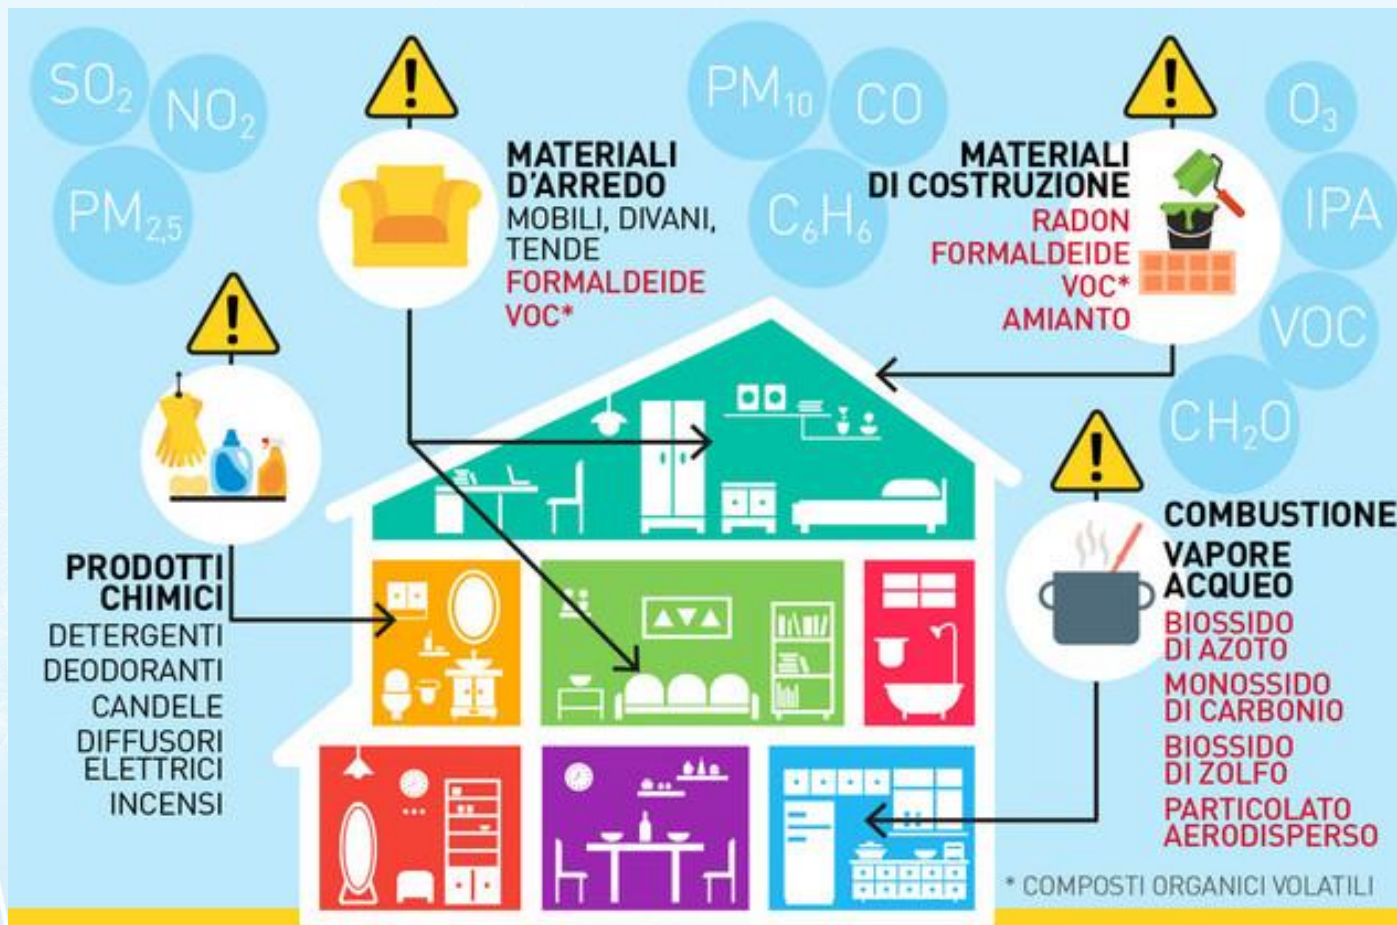 SO₂
NO₂
PM₂,₅
MATERIALI
D'ARREDO
MOBILI, DIVANI,
TENDE
FORMALDEIDE
VOC*
PM₁₀
CO
C₆H₆
MATERIALI
DI COSTRUZIONE
RADON
FORMALDEIDE
VOC*
AMIANTO
O₃
IPA
VOC
CH₂O
PRODOTTI
CHIMICI
DETERGENTI
DEODORANTI
CANDELE
DIFFUSORI
ELETTRICI
INCENSI
COMBUSTIONE
VAPORE
ACQUEO
BIOSSIDO
DI AZOTO
MONOSSIDO
DI CARBONIO
BIOSSIDO
DI ZOLFO
PARTICOLATO
AERODISPERSO
* COMPOSTI ORGANICI VOLATILI